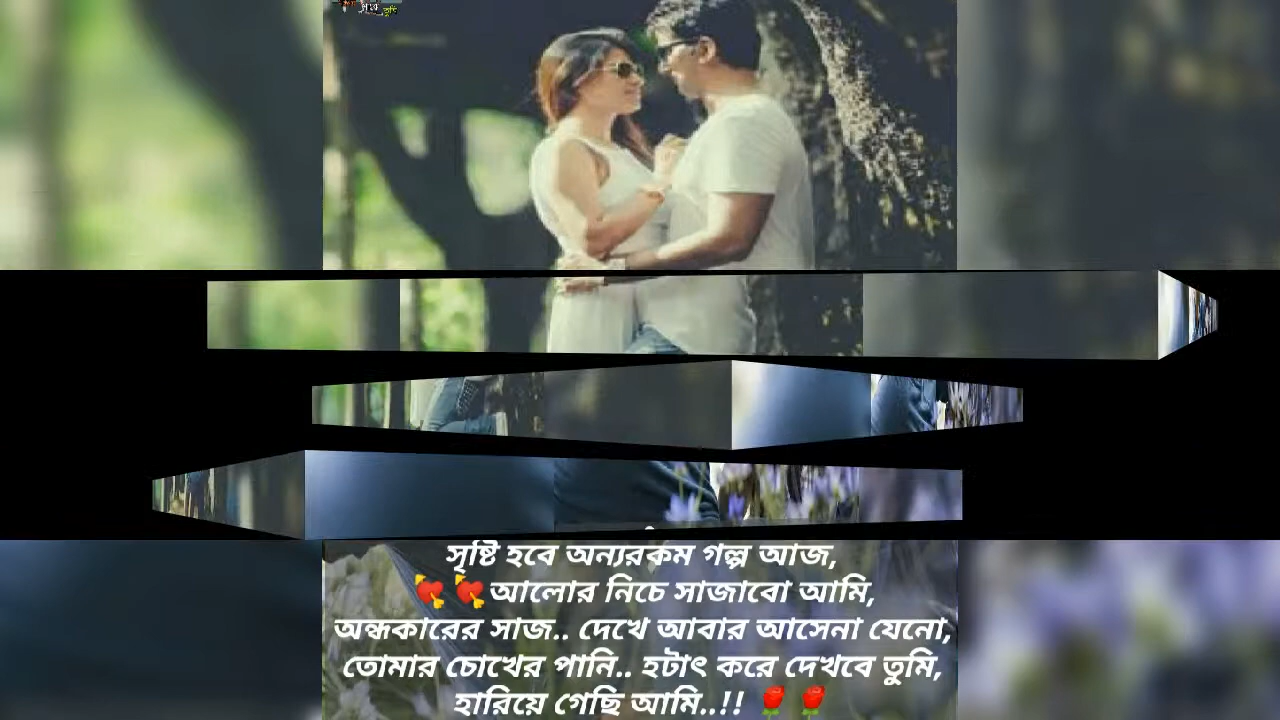 সৃষ্টি হবে অন্যরকম গল্প আজ,
💘💘আলোর নিচে সাজাবো আমি,
অন্ধকারের সাজ.. দেখে আবার আসেনা যেনো,
তোমার চোখের পানি.. হটাৎ করে দেখবে তুমি,
হারিয়ে গেছি আমি..!! 🌹🌹